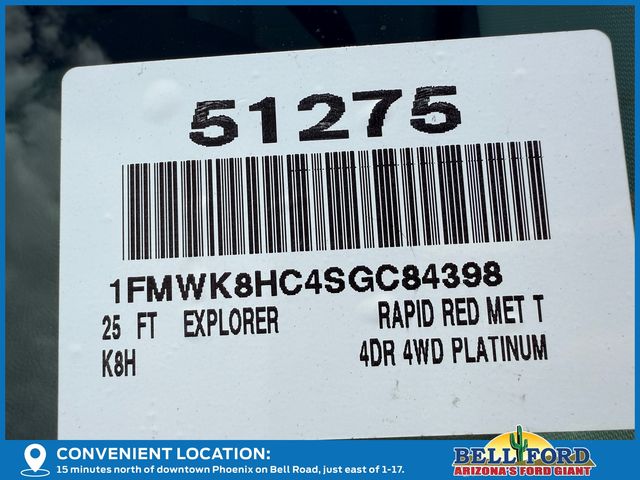 51275
1FMWK8HC4SGC84398
25 FT EXPLORER RAPID RED MET T
K8H 4DR 4WD PLATINUM
CONVENIENT LOCATION:
15 minutes north of downtown Phoenix on Bell Road, just east of 1-17.
BELL FORD
ARIZONA'S FORD GIANT